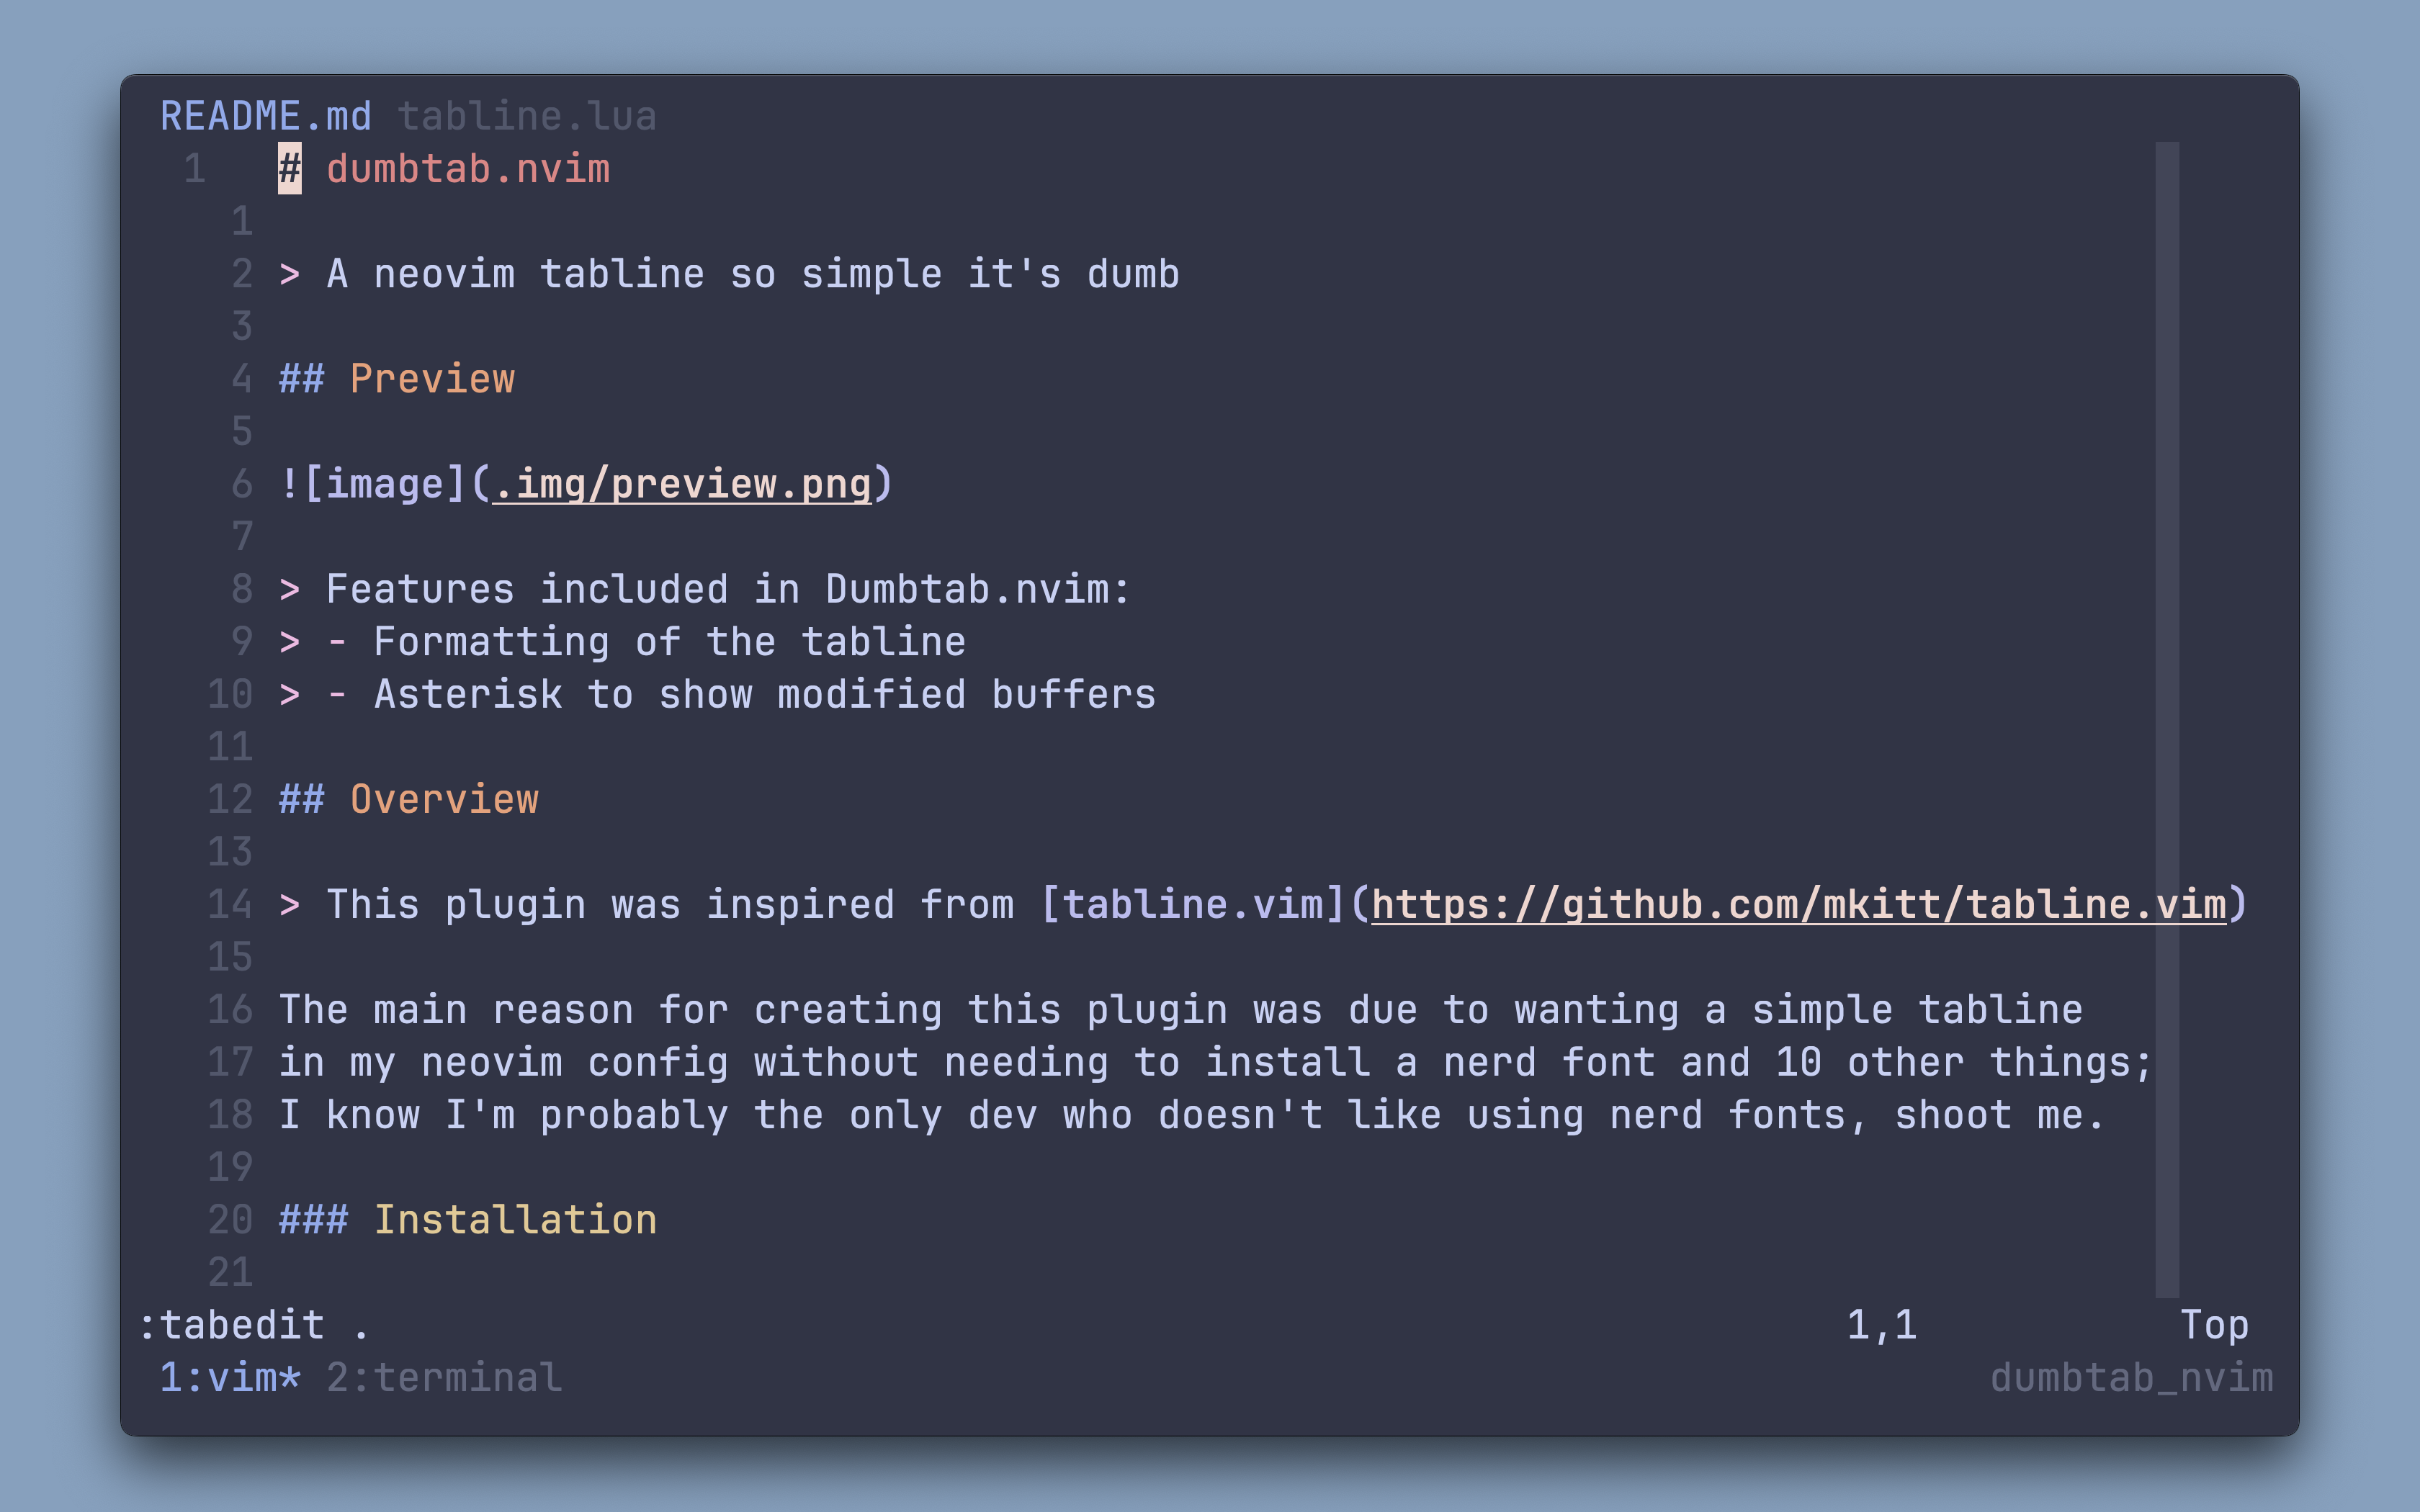 README.md tabline.lua
1 # dumbtab.nvim
1
2 > A neovim tabline so simple it's dumb
3
4 ## Preview
5
6 ![image](.img/preview.png)
7
8 > Features included in Dumbtab.nvim:
9 > - Formatting of the tabline
10 > - Asterisk to show modified buffers
11
12 ## Overview
13
14 > This plugin was inspired from [tabline.vim](https://github.com/mkitt/tabline.vim)
15
16 The main reason for creating this plugin was due to wanting a simple tabline
17 in my neovim config without needing to install a nerd font and 10 other things;
18 I know I'm probably the only dev who doesn't like using nerd fonts, shoot me.
19
20 ### Installation
21
:tabedit . 1,1 Top
1:vim* 2:terminal dumbtab_nvim